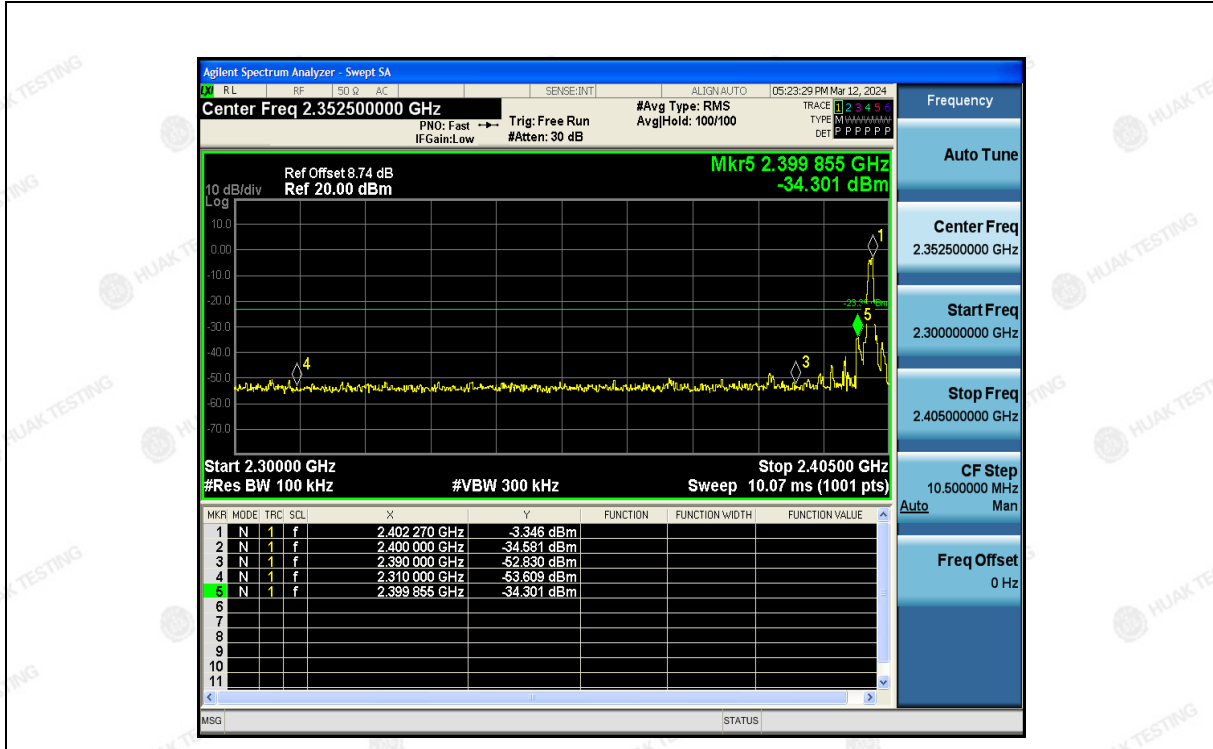 Agilent Spectrum Analyzer - Swept SA
LXI RL RF 50 Ω AC SENSE:INT ALIGN AUTO 05:23:29 PM Mar 12, 2024
Center Freq 2.352500000 GHz
PNO: Fast
IFGain:Low
Trig: Free Run
#Atten: 30 dB
#Avg Type: RMS
Avg|Hold: 100/100
TRACE 1 2 3 4 5 6
TYPE M
DET P P P P P P
Mkr5 2.399 855 GHz
-34.301 dBm
Ref Offset 8.74 dB
10 dB/div Ref 20.00 dBm
Log
10.0
0.00
-10.0
-20.0
-30.0
-40.0
-50.0
-60.0
-70.0
1
5
3
4
Start 2.30000 GHz Stop 2.40500 GHz
#Res BW 100 kHz #VBW 300 kHz Sweep 10.07 ms (1001 pts)
MKR MODE TRC SCL X Y FUNCTION FUNCTION WIDTH FUNCTION VALUE
1 N 1 f 2.402 270 GHz -3.346 dBm
2 N 1 f 2.400 000 GHz -34.581 dBm
3 N 1 f 2.390 000 GHz -52.830 dBm
4 N 1 f 2.310 000 GHz -53.609 dBm
5 N 1 f 2.399 855 GHz -34.301 dBm
6
7
8
9
10
11
MSG STATUS
Frequency
Auto Tune
Center Freq
2.352500000 GHz
Start Freq
2.300000000 GHz
Stop Freq
2.405000000 GHz
CF Step
10.500000 MHz
Auto Man
Freq Offset
0 Hz
HUAK TESTING